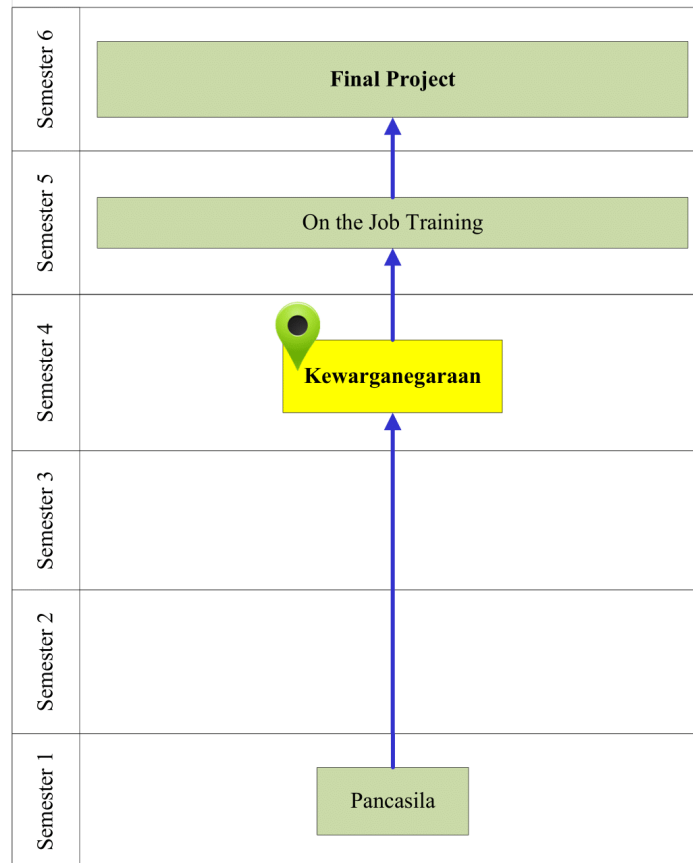 Semester 6
Final Project
Semester 5
On the Job Training
Semester 4
Kewarganegaraan
Semester 3
Semester 2
Semester 1
Pancasila